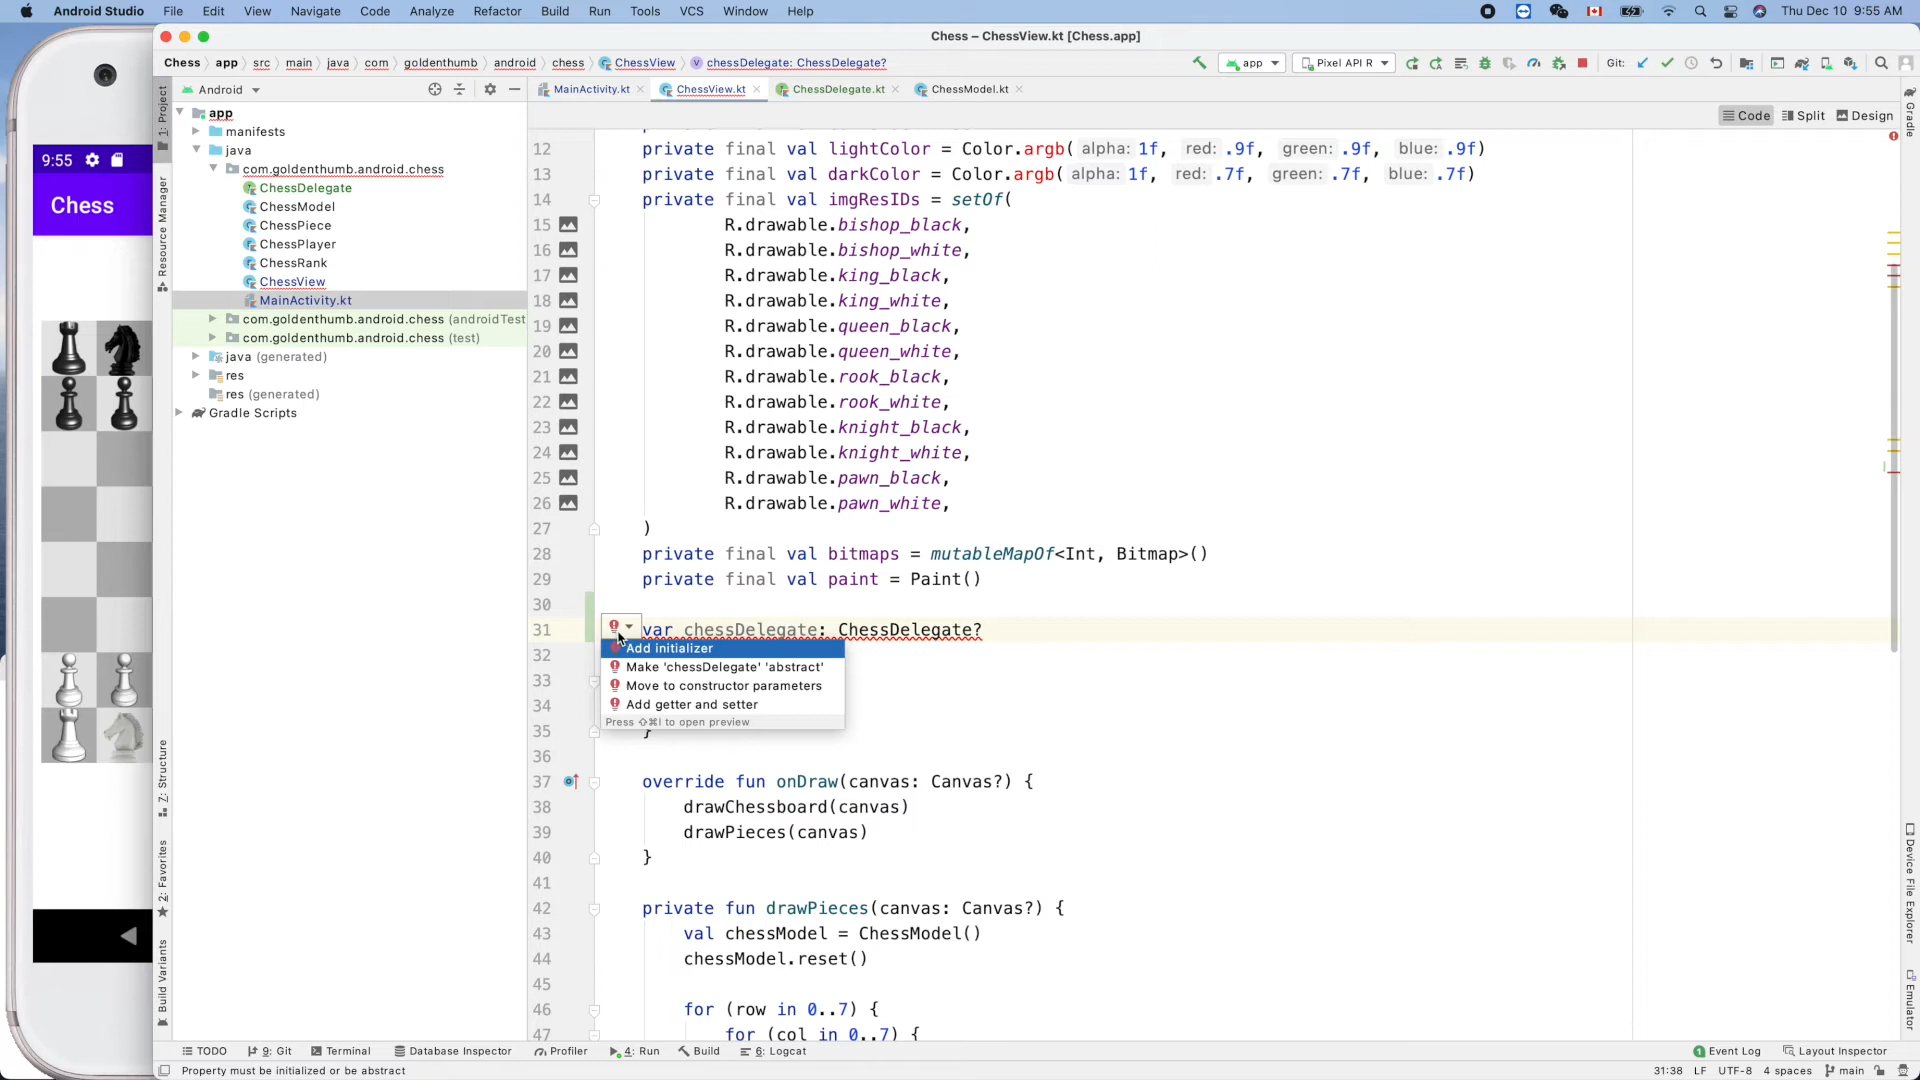 Android Studio File Edit View Navigate Code Analyze Refactor Build Run Tools VCS Window Help Thu Dec 10 9:55 AM
Chess – ChessView.kt [Chess.app]
Chess app src main java com goldenthumb android chess ChessView chessDelegate: ChessDelegate? app Pixel API R Git:
Android MainActivity.kt ChessView.kt ChessDelegate.kt ChessModel.kt
Code Split Design
9:55
Chess
1: Project
Resource Manager
Z: Structure
2: Favorites
Build Variants
app
manifests
java
com.goldenthumb.android.chess
ChessDelegate
ChessModel
ChessPiece
ChessPlayer
ChessRank
ChessView
MainActivity.kt
com.goldenthumb.android.chess (androidTest
com.goldenthumb.android.chess (test)
java (generated)
res
res (generated)
Gradle Scripts
12 private final val lightColor = Color.argb( alpha: 1f, red: .9f, green: .9f, blue: .9f)
13 private final val darkColor = Color.argb( alpha: 1f, red: .7f, green: .7f, blue: .7f)
14 private final val imgResIDs = setOf(
15 R.drawable.bishop_black,
16 R.drawable.bishop_white,
17 R.drawable.king_black,
18 R.drawable.king_white,
19 R.drawable.queen_black,
20 R.drawable.queen_white,
21 R.drawable.rook_black,
22 R.drawable.rook_white,
23 R.drawable.knight_black,
24 R.drawable.knight_white,
25 R.drawable.pawn_black,
26 R.drawable.pawn_white,
27 )
28 private final val bitmaps = mutableMapOf<Int, Bitmap>()
29 private final val paint = Paint()
30
31 var chessDelegate: ChessDelegate?
32 Add initializer
Make 'chessDelegate' 'abstract'
33 Move to constructor parameters
34 Add getter and setter
Press ⇧⌘I to open preview
35 }
36
37 override fun onDraw(canvas: Canvas?) {
38 drawChessboard(canvas)
39 drawPieces(canvas)
40 }
41
42 private fun drawPieces(canvas: Canvas?) {
43 val chessModel = ChessModel()
44 chessModel.reset()
45
46 for (row in 0..7) {
47 for (col in 0..7) {
Gradle
Device File Explorer
Emulator
TODO 9: Git Terminal Database Inspector Profiler 4: Run Build 6: Logcat 1 Event Log Layout Inspector
Property must be initialized or be abstract 31:38 LF UTF-8 4 spaces main